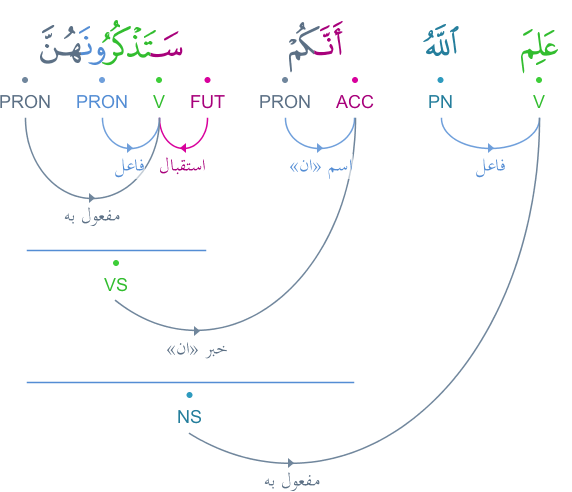 عَلِمَ ٱللَّهُ أَنَّكُمْ سَتَذْكُرُونَهُنَّ
PRON PRON V FUT PRON ACC PN V
فاعل اسم «ان» استقبال فاعل
مفعول به
VS
خبر «ان»
NS
مفعول به